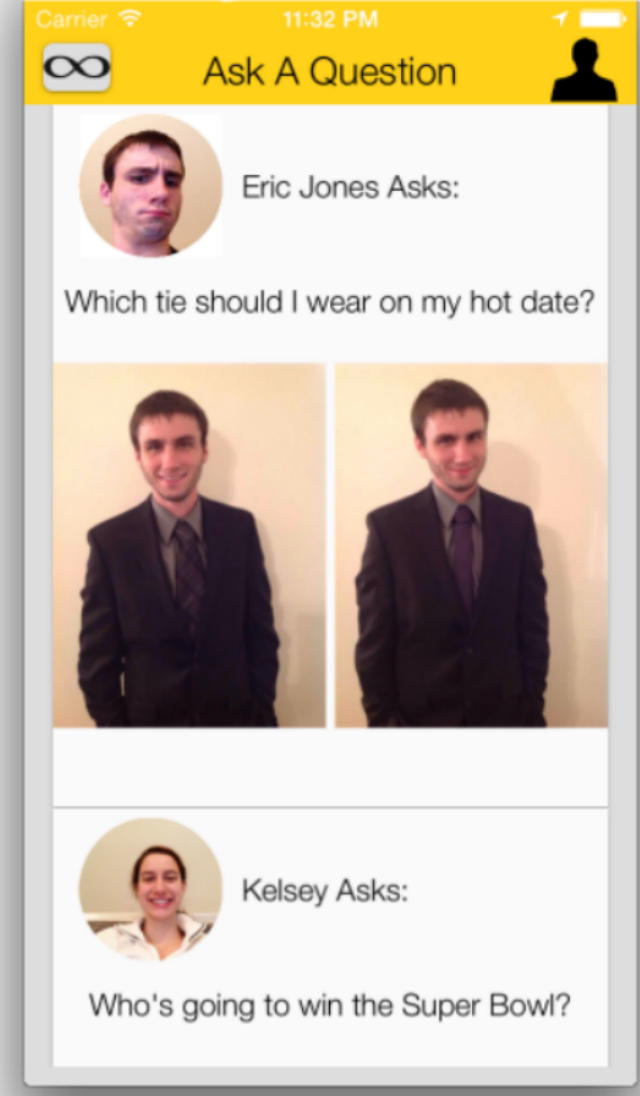 Carrier 11:32 PM
Ask A Question
Eric Jones Asks:
Which tie should I wear on my hot date?
Kelsey Asks:
Who's going to win the Super Bowl?